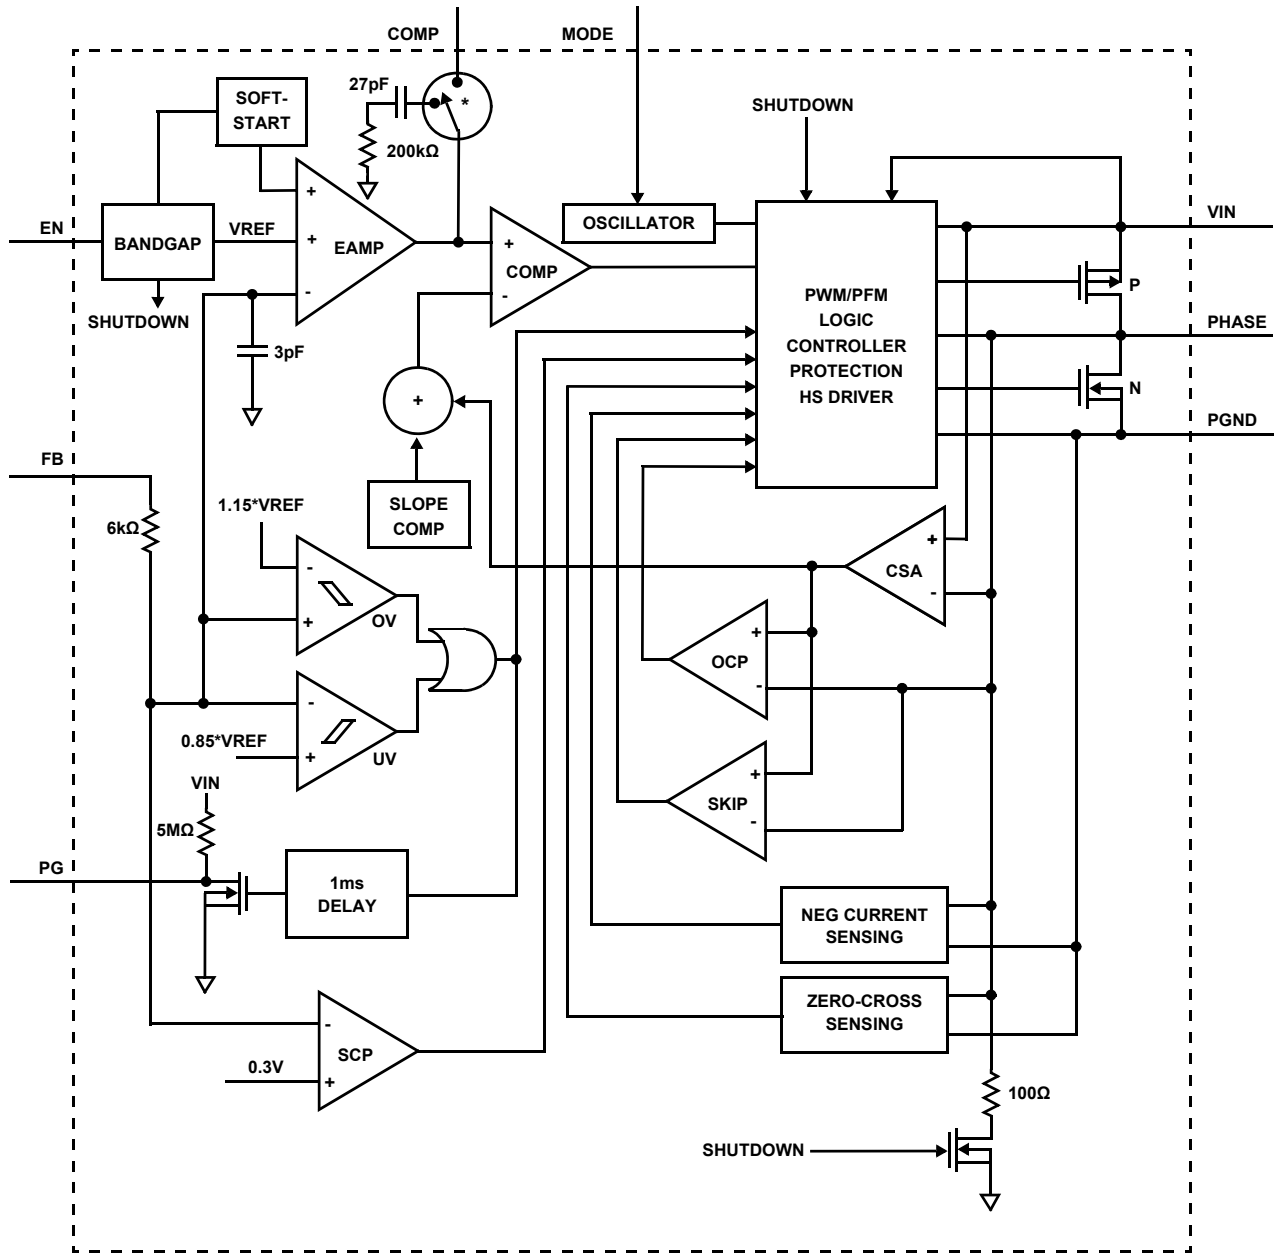 COMP
MODE
27pF
*
SOFT-
START
SHUTDOWN
200kΩ
+
EN
BANDGAP
VREF
+
EAMP
-
OSCILLATOR
+
COMP
-
VIN
SHUTDOWN
3pF
PWM/PFM
LOGIC
CONTROLLER
PROTECTION
HS DRIVER
P
PHASE
N
+
PGND
FB
6kΩ
1.15*VREF
SLOPE
COMP
-
+
OV
+
CSA
-
+
OCP
-
0.85*VREF
-
+
UV
VIN
5MΩ
+
SKIP
-
PG
1ms
DELAY
NEG CURRENT
SENSING
ZERO-CROSS
SENSING
-
SCP
0.3V
+
100Ω
SHUTDOWN